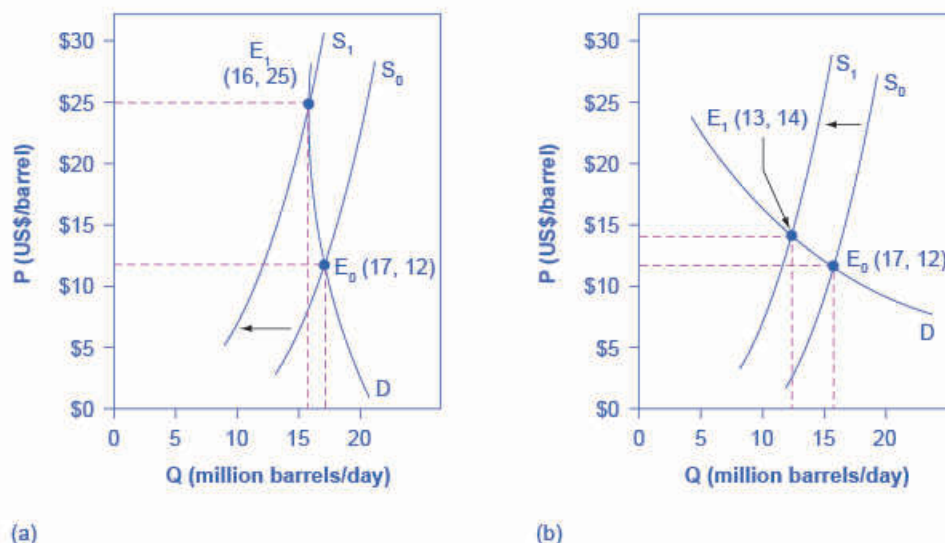 $30
$25
$20
$15
$10
$5
$0
P (US$/barrel)
E₁
(16, 25)
S₁
S₀
E₀ (17, 12)
D
0 5 10 15 20
Q (million barrels/day)
(a)
$30
$25
$20
$15
$10
$5
$0
P (US$/barrel)
S₁
S₀
E₁ (13, 14)
E₀ (17, 12)
D
0 5 10 15 20
Q (million barrels/day)
(b)